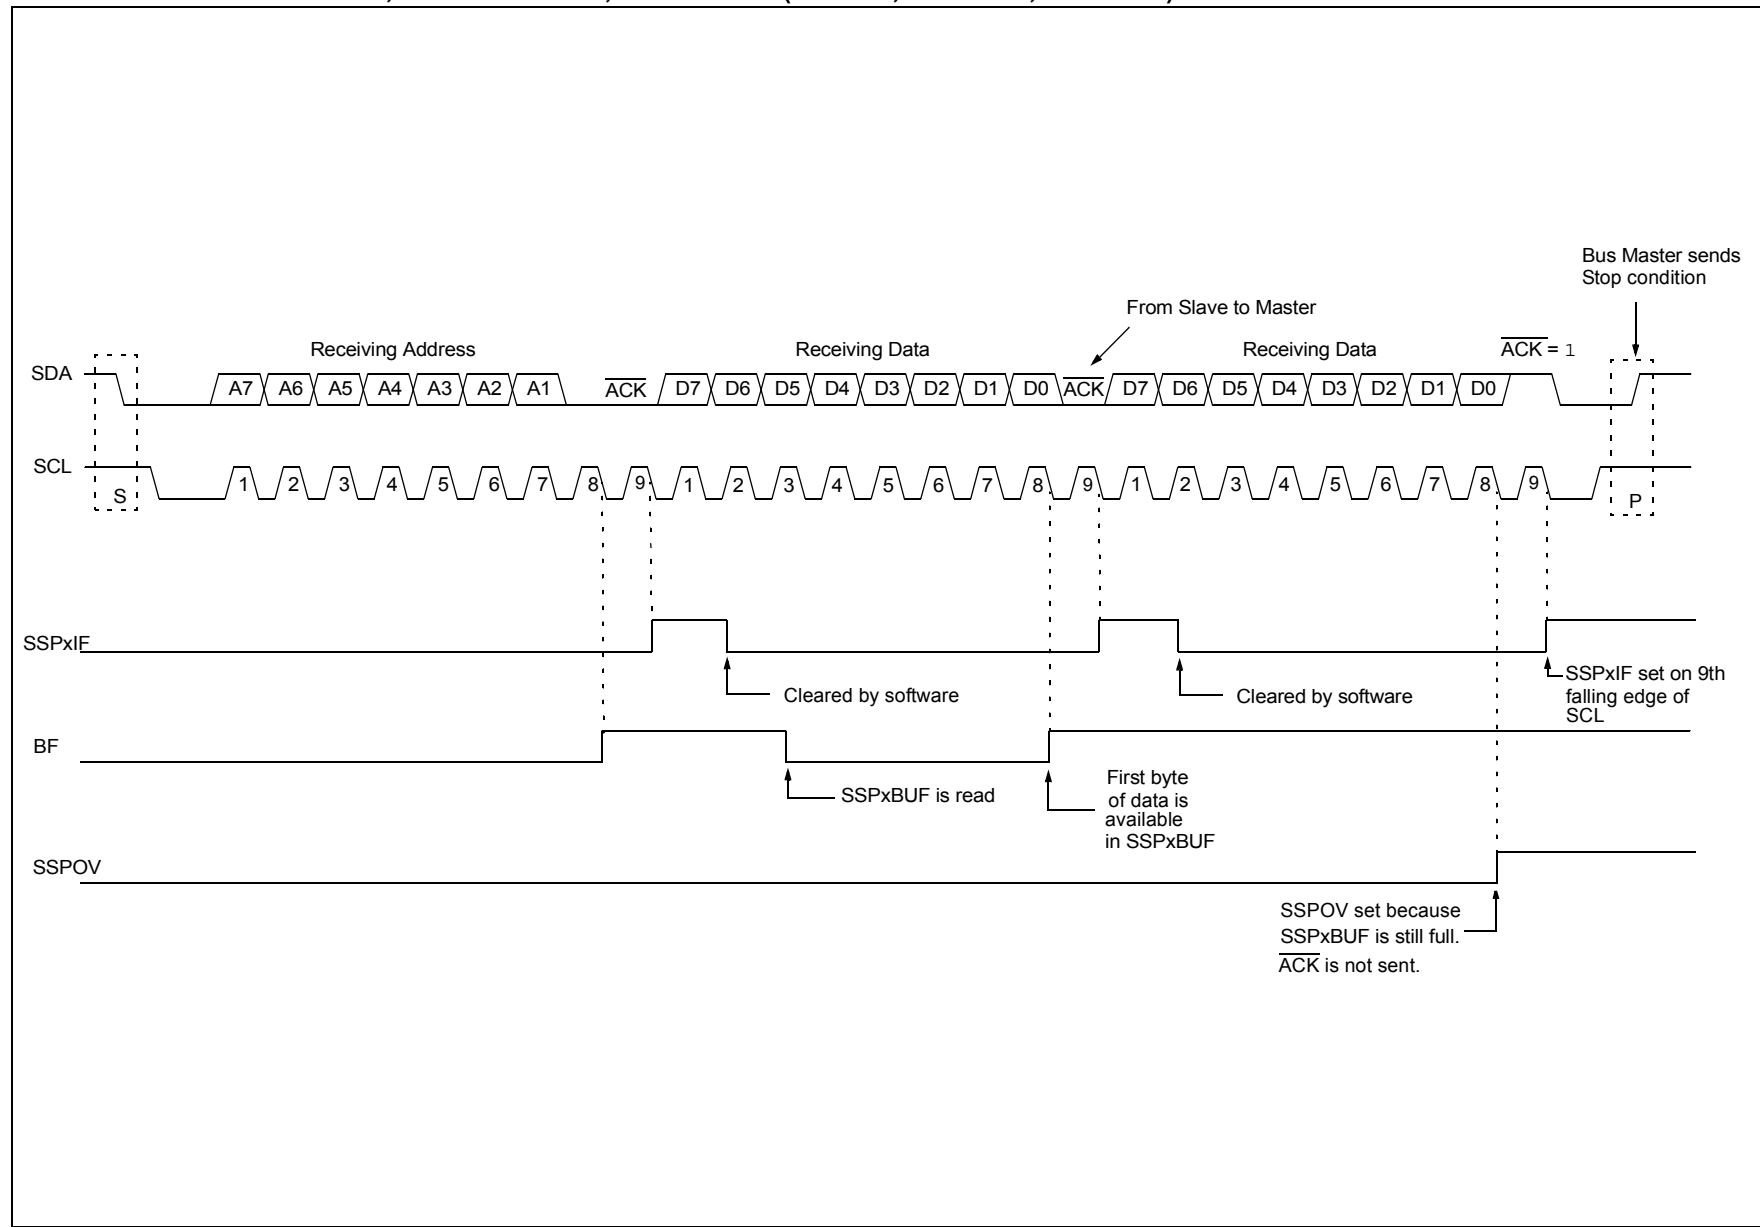 Bus Master sends
Stop condition
From Slave to Master
Receiving Address
Receiving Data
Receiving Data
ACK = 1
SDA
A7 A6 A5 A4 A3 A2 A1 ACK D7 D6 D5 D4 D3 D2 D1 D0 ACK D7 D6 D5 D4 D3 D2 D1 D0
SCL
S
1 2 3 4 5 6 7 8 9 1 2 3 4 5 6 7 8 9 1 2 3 4 5 6 7 8 9
P
SSPxIF
Cleared by software
Cleared by software
SSPxIF set on 9th
falling edge of
SCL
BF
SSPxBUF is read
First byte
of data is
available
in SSPxBUF
SSPOV
SSPOV set because
SSPxBUF is still full.
ACK is not sent.